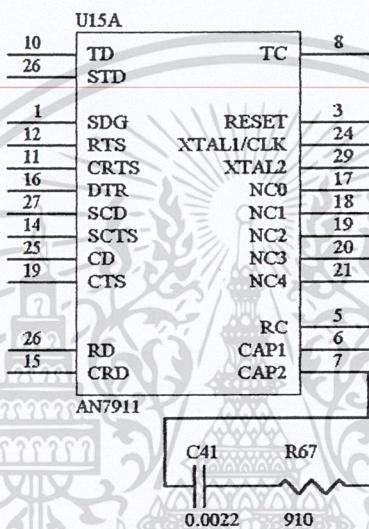 U15A
10 TD TC 8
26 STD
1 SDG RESET 3
12 RTS XTAL1/CLK 24
11 CRTS XTAL2 29
16 DTR NC0 17
27 SCD NC1 18
14 SCTS NC2 19
25 CD NC3 20
19 CTS NC4 21
RC 5
26 RD CAP1 6
15 CRD CAP2 7
AN7911
C41 R67
0.0022 910